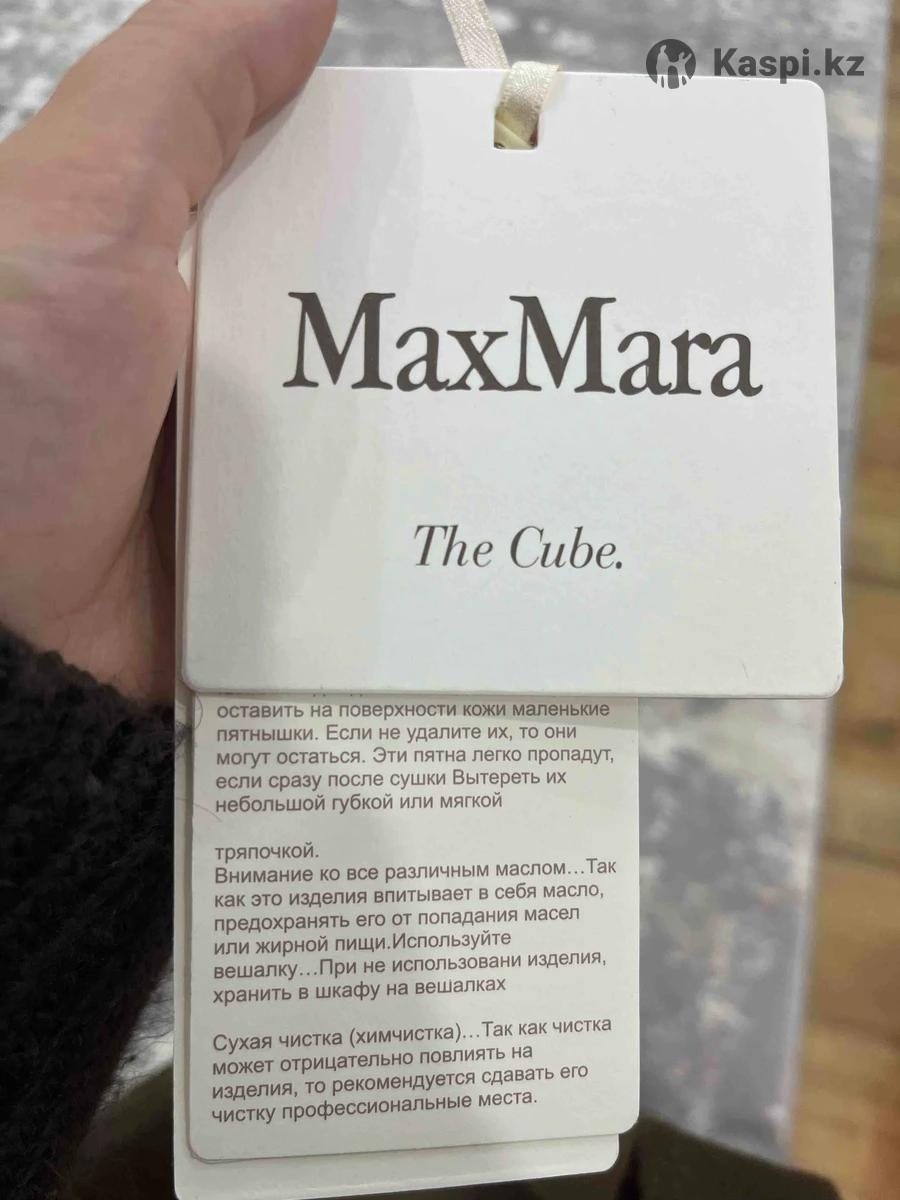 Kaspi.kz
MaxMara
The Cube.
оставить на поверхности кожи маленькие
пятнышки. Если не удалите их, то они
могут остаться. Эти пятна легко пропадут,
если сразу после сушки Вытереть их
небольшой губкой или мягкой
тряпочкой.
Внимание ко все различным маслом…Так
как это изделия впитывает в себя масло,
предохранять его от попадания масел
или жирной пищи.Используйте
вешалку…При не использовани изделия,
хранить в шкафу на вешалках
Сухая чистка (химчистка)…Так как чистка
может отрицательно повлиять на
изделия, то рекомендуется сдавать его
чистку профессиональные места.